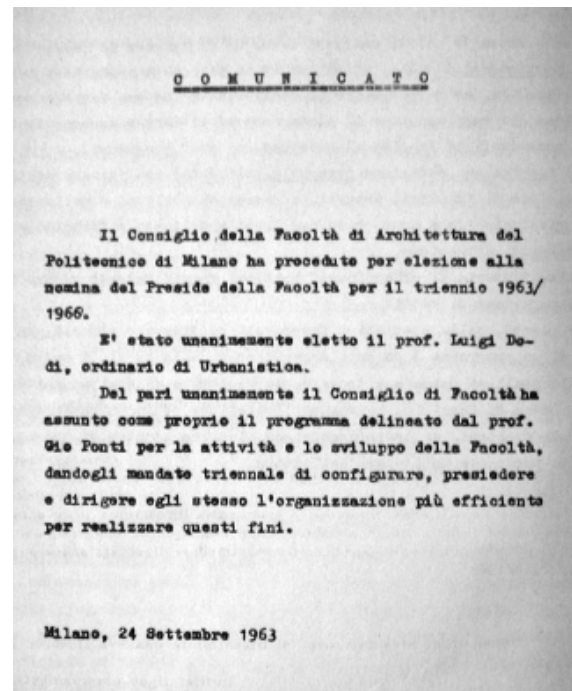 C O M U N I C A T O
Il Consiglio della Facoltà di Architettura del
Politecnico di Milano ha proceduto per elezione alla
nomina del Preside della Facoltà per il triennio 1963/
1966.
E' stato unanimemente eletto il prof. Luigi Do-
di, ordinario di Urbanistica.
Del pari unanimemente il Consiglio di Facoltà ha
assunto come proprio il programma delineato dal prof.
Gio Ponti per la attività e lo sviluppo della Facoltà,
dandogli mandato triennale di configurare, presiedere
e dirigere egli stesso l'organizzazione più efficiente
per realizzare questi fini.
Milano, 24 Settembre 1963